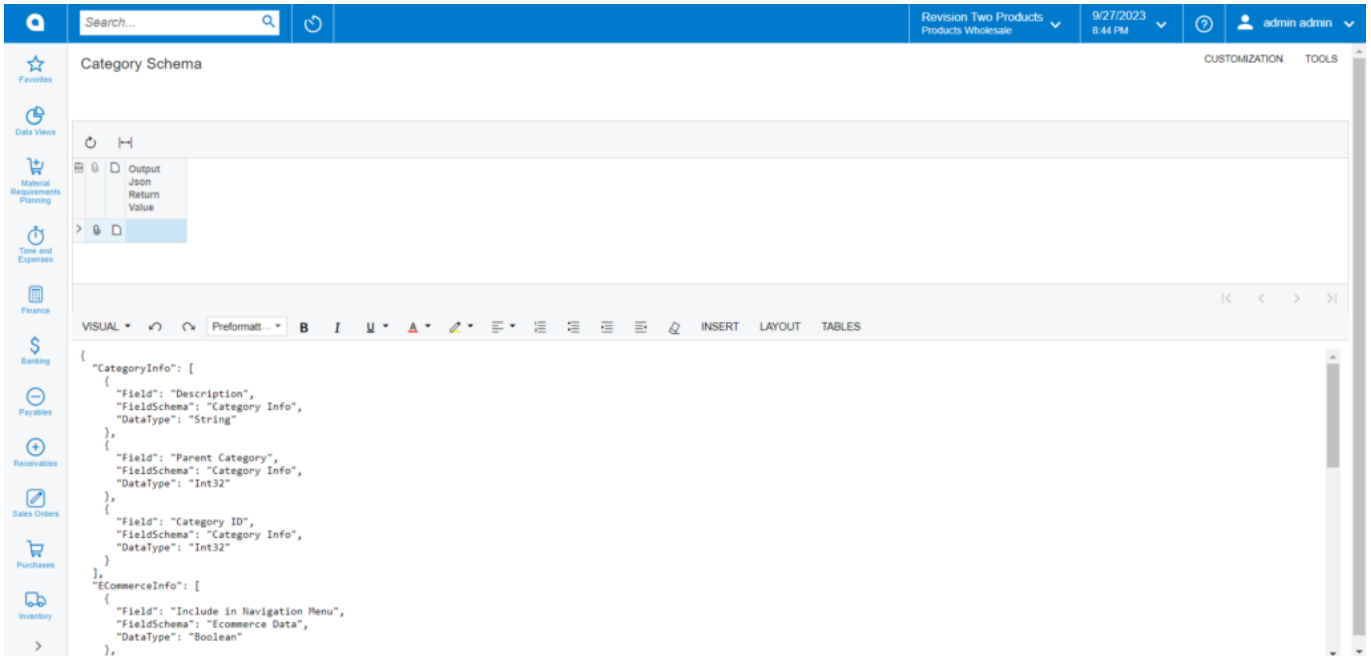 Search...
Revision Two Products
Products Wholesale
9/27/2023
8:44 PM
admin admin
Favorites
Data Views
Material
Requirements
Planning
Time and
Expenses
Finance
Banking
Payables
Receivables
Sales Orders
Purchases
Inventory
Category Schema
CUSTOMIZATION TOOLS
Output
Json
Return
Value
VISUAL Preformatt... B I U A INSERT LAYOUT TABLES
{
"CategoryInfo": [
{
"Field": "Description",
"FieldSchema": "Category Info",
"DataType": "String"
},
{
"Field": "Parent Category",
"FieldSchema": "Category Info",
"DataType": "Int32"
},
{
"Field": "Category ID",
"FieldSchema": "Category Info",
"DataType": "Int32"
}
],
"ECommerceInfo": [
{
"Field": "Include in Navigation Menu",
"FieldSchema": "Ecommerce Data",
"DataType": "Boolean"
},